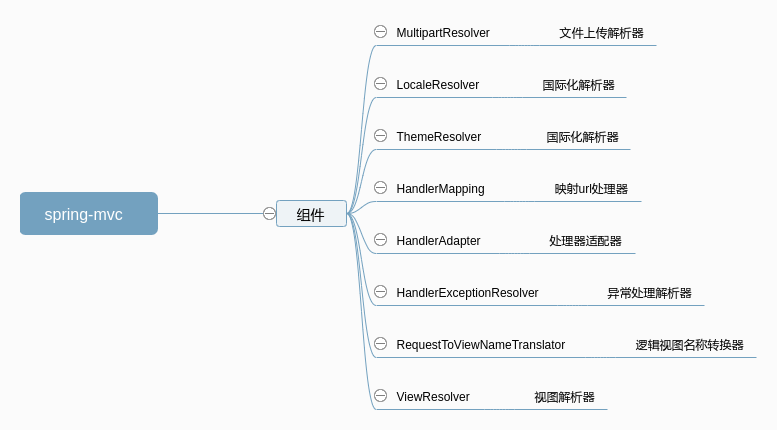 spring-mvc
组件
MultipartResolver 文件上传解析器
LocaleResolver 国际化解析器
ThemeResolver 国际化解析器
HandlerMapping 映射url处理器
HandlerAdapter 处理器适配器
HandlerExceptionResolver 异常处理解析器
RequestToViewNameTranslator 逻辑视图名称转换器
ViewResolver 视图解析器